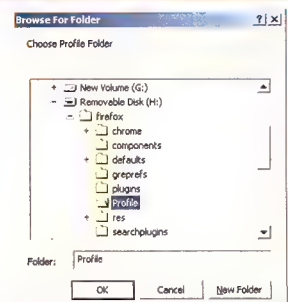 Browse For Folder
Choose Profile Folder
New Volume (G:)
Removable Disk (H:)
firefox
chrome
components
defaults
greprefs
plugins
Profile
res
searchplugins
Folder: Profile
OK Cancel New Folder